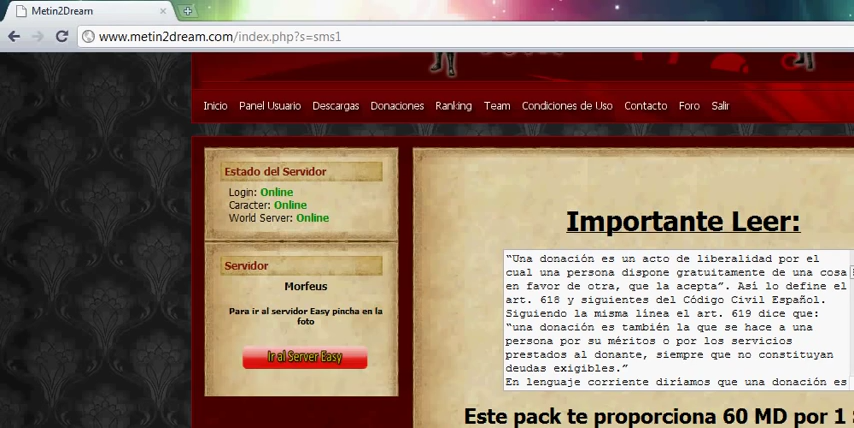 Metin2Dream
www.metin2dream.com/index.php?s=sms1
Inicio Panel Usuario Descargas Donaciones Ranking Team Condiciones de Uso Contacto Foro Salir
Estado del Servidor
Login: Online
Caracter: Online
World Server: Online
Servidor
Morfeus
Para ir al servidor Easy pincha en la
foto
Ir al Server Easy
Importante Leer:
“Una donación es un acto de liberalidad por el
cual una persona dispone gratuitamente de una cosa
en favor de otra, que la acepta”. Así lo define el
art. 618 y siguientes del Código Civil Español.
Siguiendo la misma línea el art. 619 dice que:
“una donación es también la que se hace a una
persona por su méritos o por los servicios
prestados al donante, siempre que no constituyan
deudas exigibles.”
En lenguaje corriente diríamos que una donación es
Este pack te proporciona 60 MD por 1